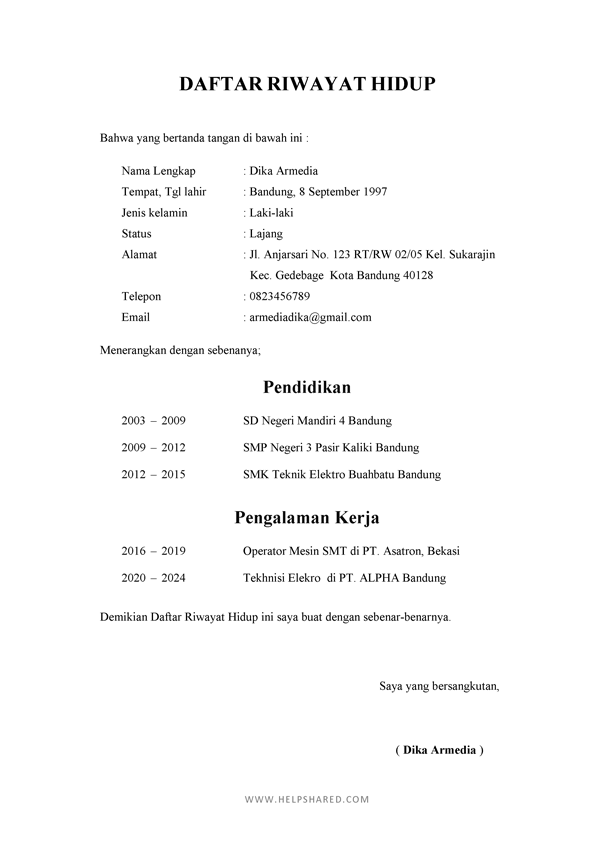 DAFTAR RIWAYAT HIDUP
Bahwa yang bertanda tangan di bawah ini :
Nama Lengkap : Dika Armedia
Tempat, Tgl lahir : Bandung, 8 September 1997
Jenis kelamin : Laki-laki
Status : Lajang
Alamat : Jl. Anjarsari No. 123 RT/RW 02/05 Kel. Sukarajin
Kec. Gedebage Kota Bandung 40128
Telepon : 0823456789
Email : armediadika@gmail.com
Menerangkan dengan sebenanya;
Pendidikan
2003 – 2009 SD Negeri Mandiri 4 Bandung
2009 – 2012 SMP Negeri 3 Pasir Kaliki Bandung
2012 – 2015 SMK Teknik Elektro Buahbatu Bandung
Pengalaman Kerja
2016 – 2019 Operator Mesin SMT di PT. Asatron, Bekasi
2020 – 2024 Tekhnisi Elekro di PT. ALPHA Bandung
Demikian Daftar Riwayat Hidup ini saya buat dengan sebenar-benarnya.
Saya yang bersangkutan,
( Dika Armedia )
WWW.HELPSHARED.COM